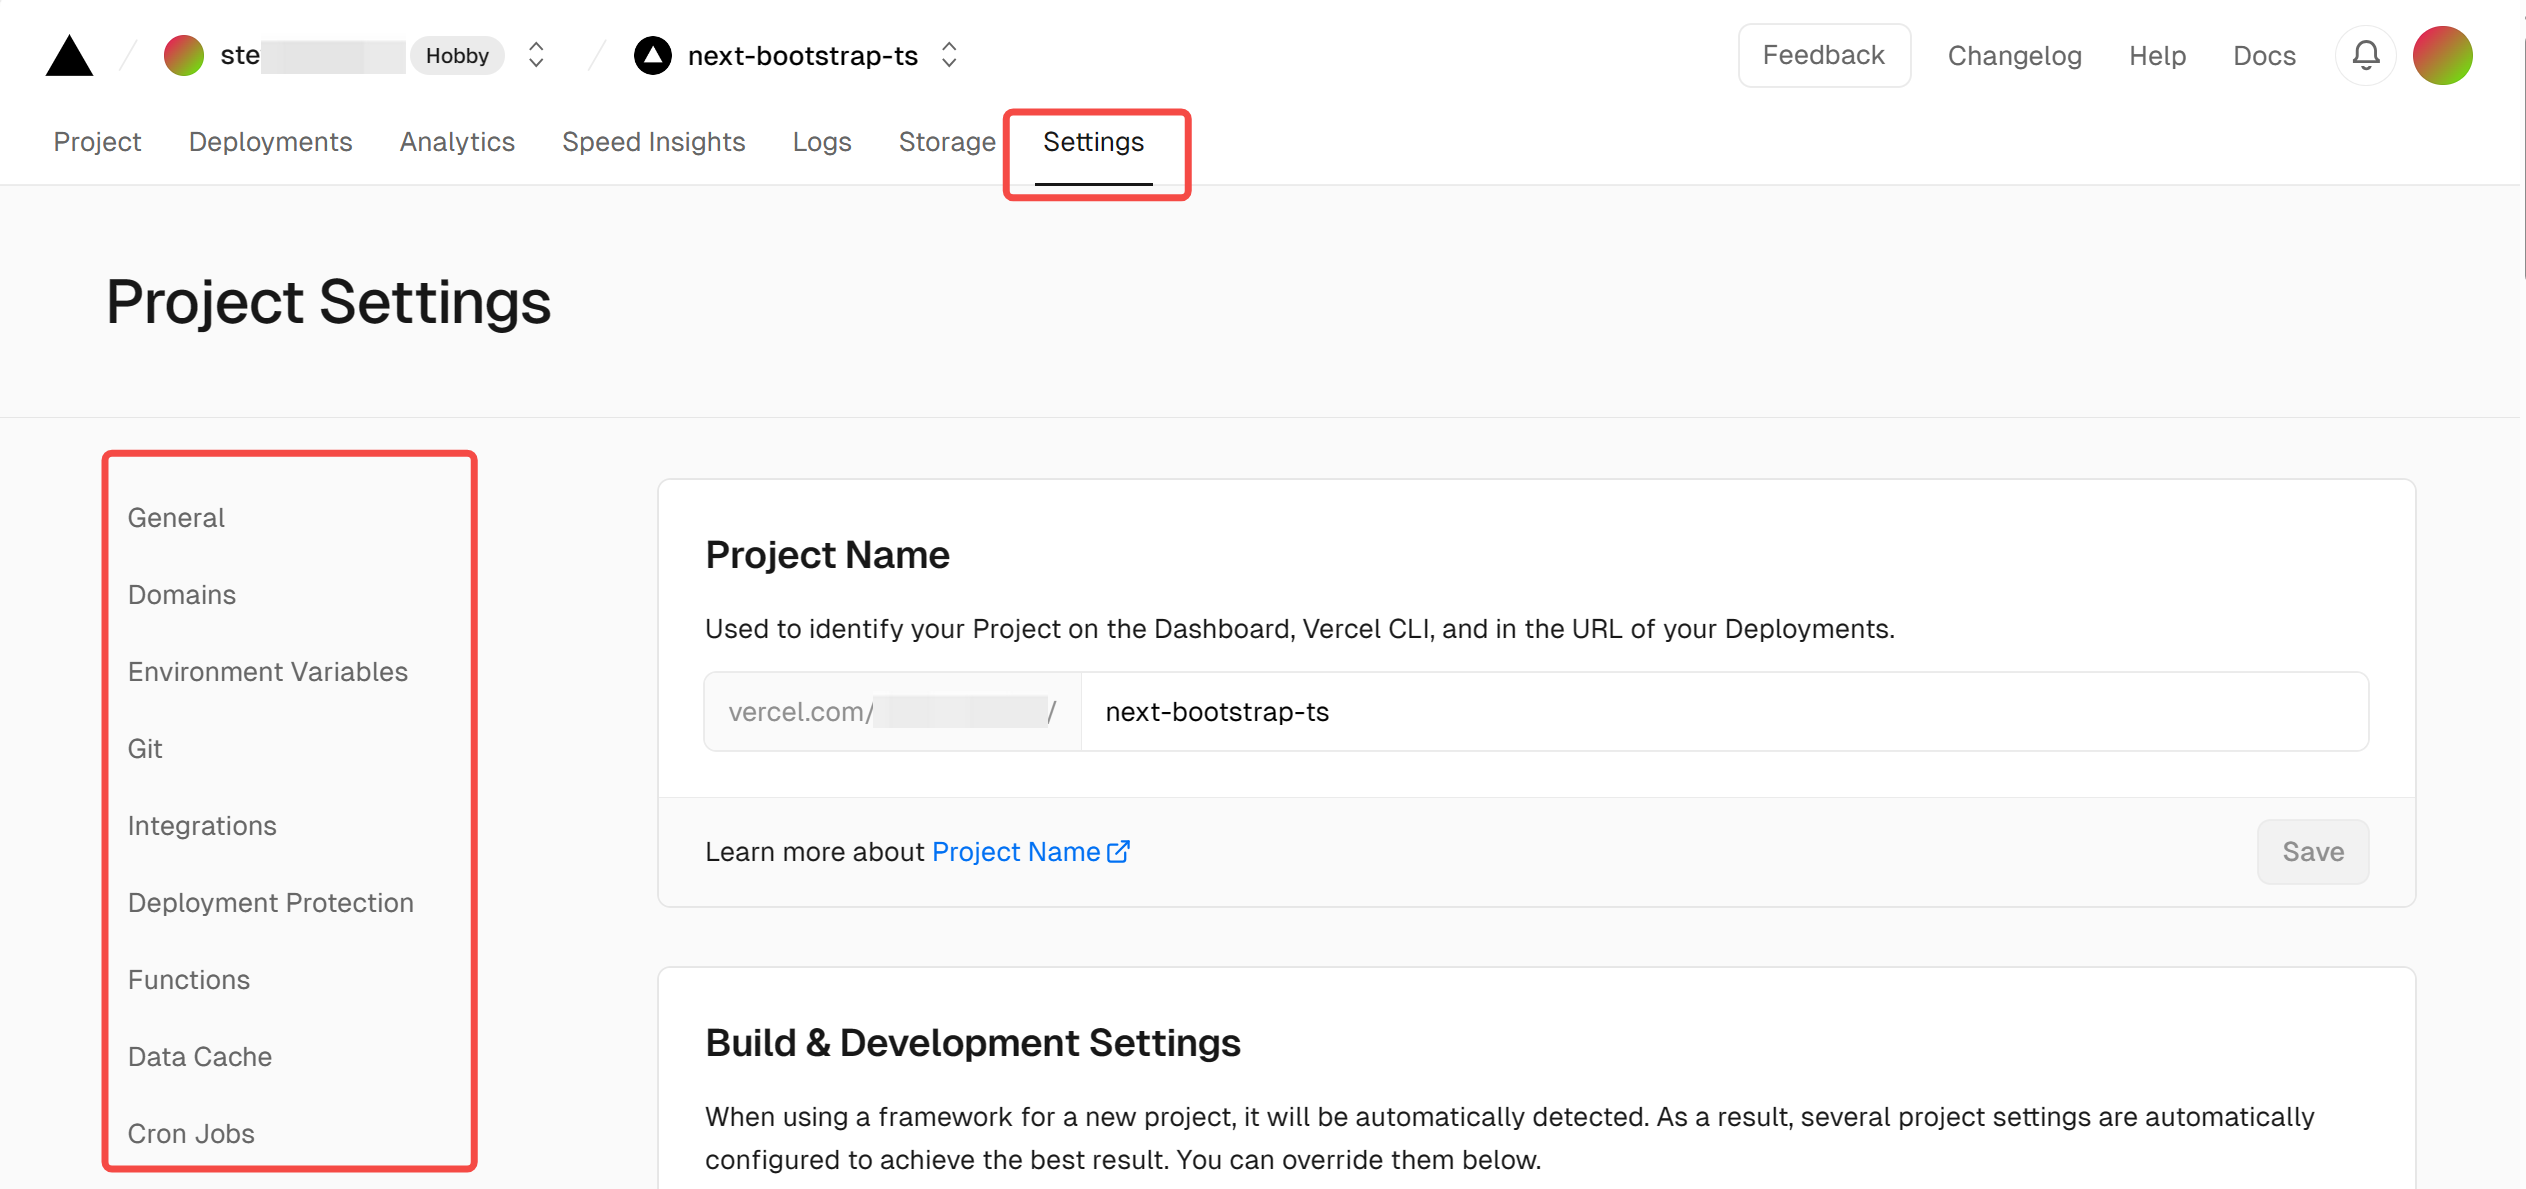 ste Hobby next-bootstrap-ts Feedback Changelog Help Docs
Project Deployments Analytics Speed Insights Logs Storage Settings
Project Settings
General
Domains
Environment Variables
Git
Integrations
Deployment Protection
Functions
Data Cache
Cron Jobs
Project Name
Used to identify your Project on the Dashboard, Vercel CLI, and in the URL of your Deployments.
vercel.com/ / next-bootstrap-ts
Learn more about Project Name Save
Build & Development Settings
When using a framework for a new project, it will be automatically detected. As a result, several project settings are automatically
configured to achieve the best result. You can override them below.